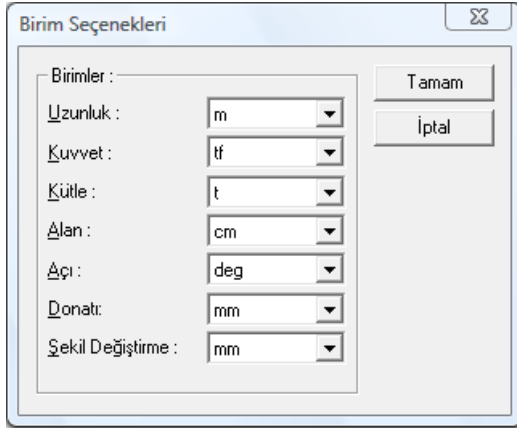 Birim Seçenekleri
Birimler :
Uzunluk : m
Kuvvet : tf
Kütle : t
Alan : cm
Açı : deg
Donatı: mm
Şekil Değiştirme : mm
Tamam
İptal